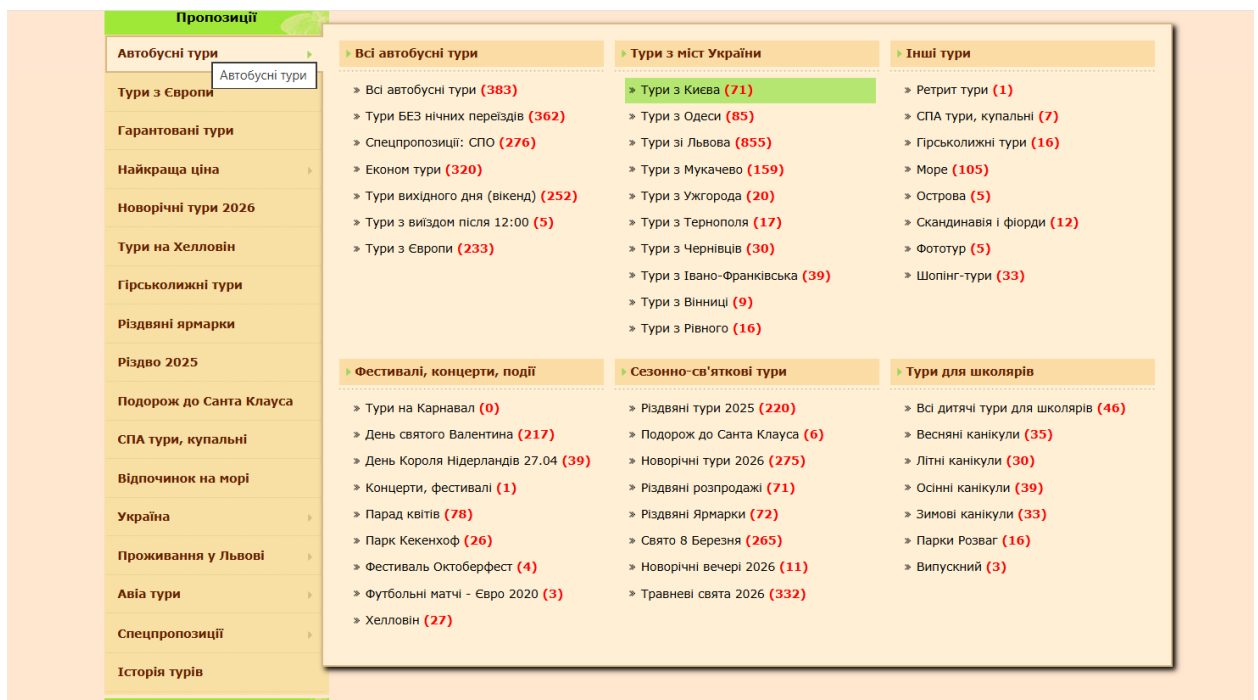 Пропозиції
Автобусні тури
Автобусні тури
Тури з Європи
Гарантовані тури
Найкраща ціна
Новорічні тури 2026
Тури на Хелловін
Гірськолижні тури
Різдвяні ярмарки
Різдво 2025
Подорож до Санта Клауса
СПА тури, купальні
Відпочинок на морі
Україна
Проживання у Львові
Авіа тури
Спецпропозиції
Історія турів
Всі автобусні тури
Всі автобусні тури (383)
Тури БЕЗ нічних переїздів (362)
Спецпропозиції: СПО (276)
Економ тури (320)
Тури вихідного дня (вікенд) (252)
Тури з виїздом після 12:00 (5)
Тури з Європи (233)
Тури з міст України
Тури з Києва (71)
Тури з Одеси (85)
Тури зі Львова (855)
Тури з Мукачево (159)
Тури з Ужгорода (20)
Тури з Тернополя (17)
Тури з Чернівців (30)
Тури з Івано-Франківська (39)
Тури з Вінниці (9)
Тури з Рівного (16)
Інші тури
Ретрит тури (1)
СПА тури, купальні (7)
Гірськолижні тури (16)
Море (105)
Острова (5)
Скандинавія і фіорди (12)
Фототур (5)
Шопінг-тури (33)
Фестивалі, концерти, події
Тури на Карнавал (0)
День святого Валентина (217)
День Короля Нідерландів 27.04 (39)
Концерти, фестивалі (1)
Парад квітів (78)
Парк Кекенхоф (26)
Фестиваль Октоберфест (4)
Футбольні матчі - Євро 2020 (3)
Хелловін (27)
Сезонно-св'яткові тури
Різдвяні тури 2025 (220)
Подорож до Санта Клауса (6)
Новорічні тури 2026 (275)
Різдвяні розпродажі (71)
Різдвяні Ярмарки (72)
Свято 8 Березня (265)
Новорічні вечері 2026 (11)
Травневі свята 2026 (332)
Тури для школярів
Всі дитячі тури для школярів (46)
Весняні канікули (35)
Літні канікули (30)
Осінні канікули (39)
Зимові канікули (33)
Парки Розваг (16)
Випускний (3)